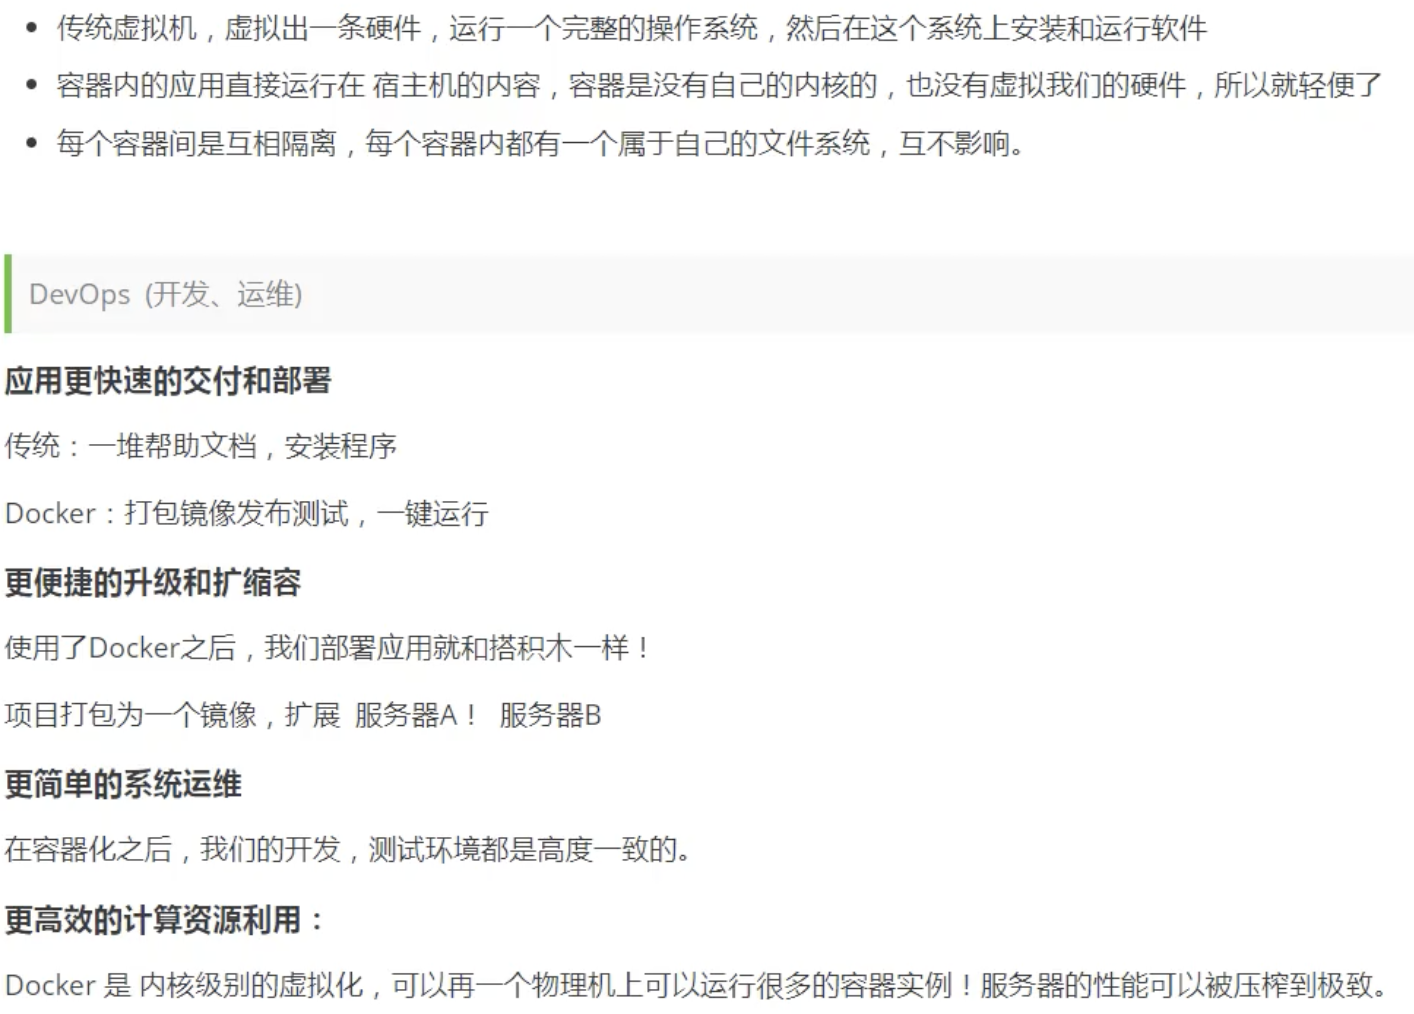 传统虚拟机，虚拟出一条硬件，运行一个完整的操作系统，然后在这个系统上安装和运行软件
容器内的应用直接运行在 宿主机的内容，容器是没有自己的内核的，也没有虚拟我们的硬件，所以就轻便了
每个容器间是互相隔离，每个容器内都有一个属于自己的文件系统，互不影响。
DevOps (开发、运维)
应用更快速的交付和部署
传统：一堆帮助文档，安装程序
Docker：打包镜像发布测试，一键运行
更便捷的升级和扩缩容
使用了Docker之后，我们部署应用就和搭积木一样！
项目打包为一个镜像，扩展 服务器A！ 服务器B
更简单的系统运维
在容器化之后，我们的开发，测试环境都是高度一致的。
更高效的计算资源利用：
Docker 是 内核级别的虚拟化，可以再一个物理机上可以运行很多的容器实例！服务器的性能可以被压榨到极致。